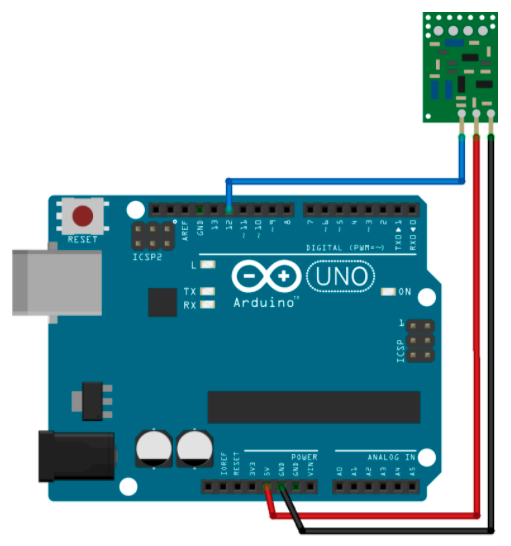 RESET
ICSP2
AREF
GND
13
12
~11
~10
~9
8
7
~6
~5
4
~3
2
TXD▶1
RXD◀0
DIGITAL (PWM=~)
L
TX
RX
UNO
ON
Arduino™
1
ICSP
POWER
ANALOG IN
IOREF
RESET
3V3
5V
GND
GND
VIN
A0
A1
A2
A3
A4
A5